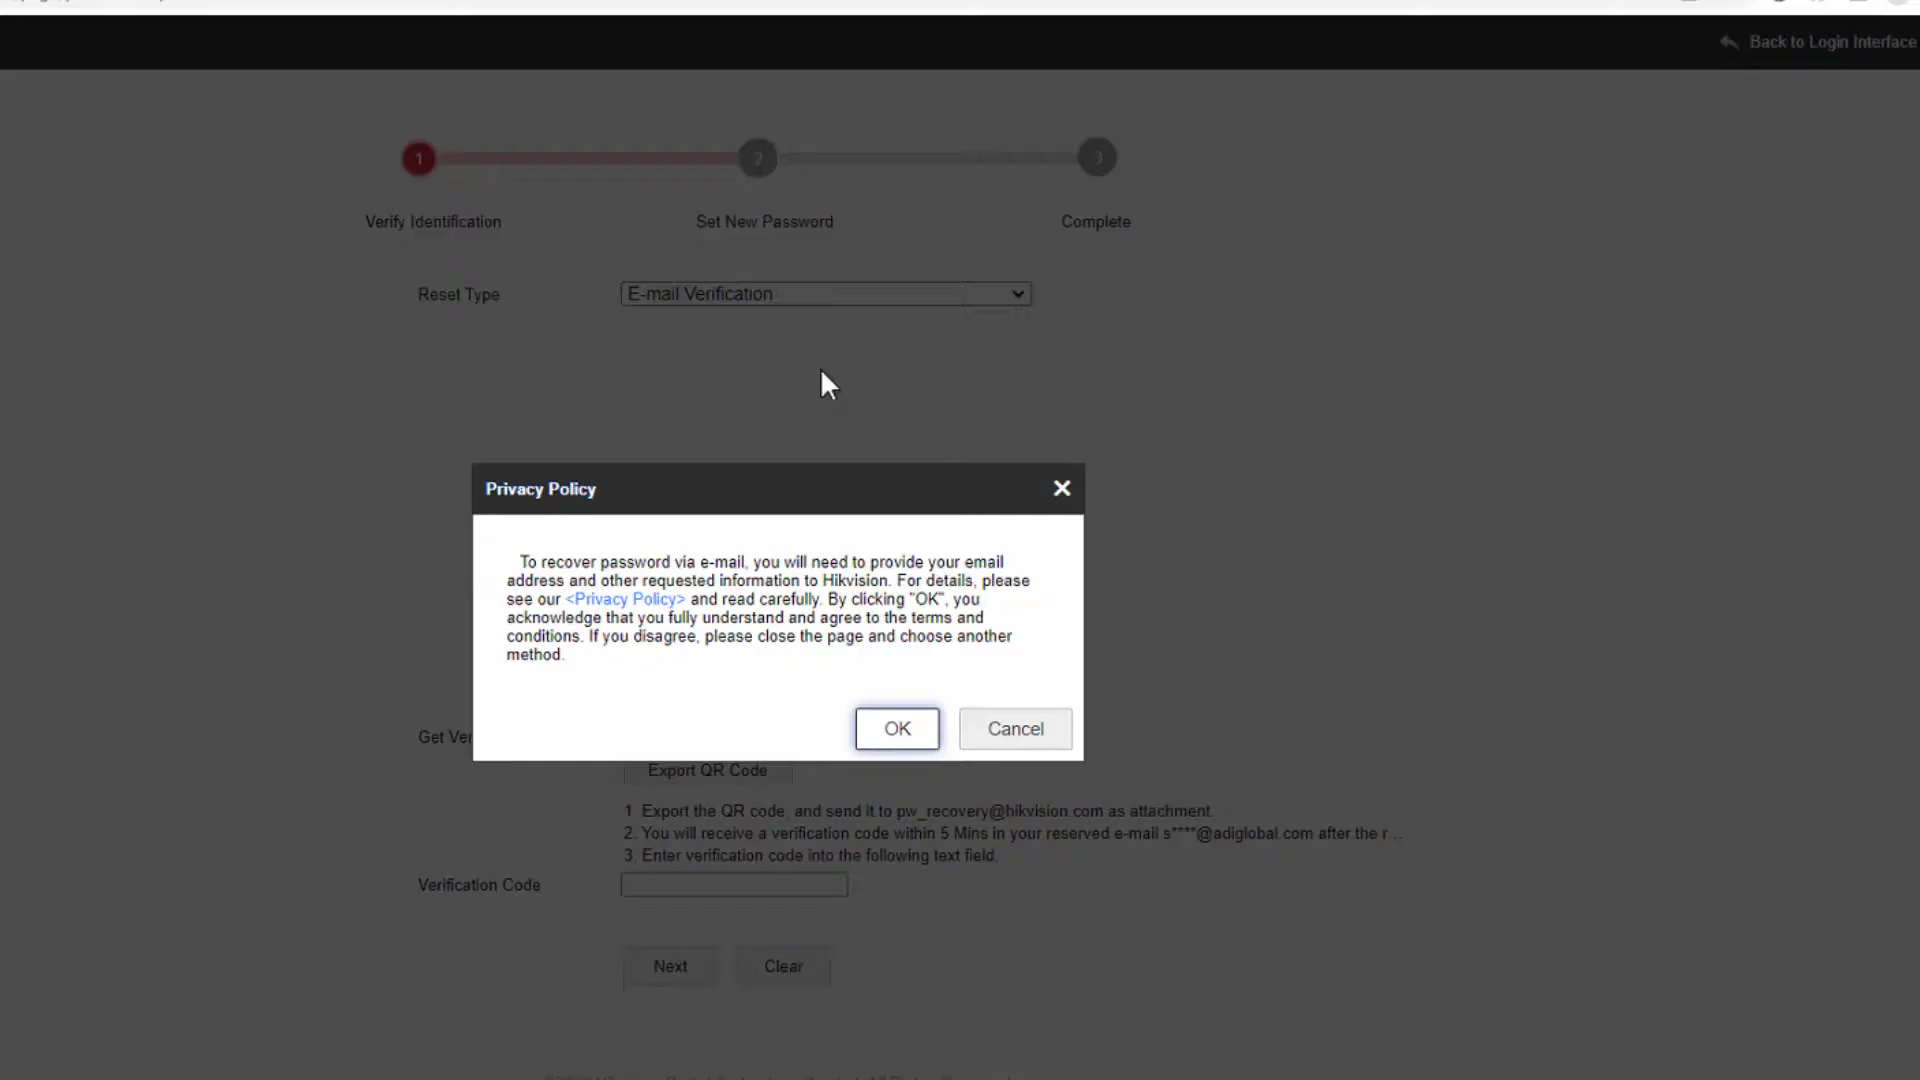 Back to Login Interface
1
2
3
Verify Identification
Set New Password
Complete
Reset Type
E-mail Verification
Privacy Policy
To recover password via e-mail, you will need to provide your email
address and other requested information to Hikvision. For details, please
see our <Privacy Policy> and read carefully. By clicking "OK", you
acknowledge that you fully understand and agree to the terms and
conditions. If you disagree, please close the page and choose another
method.
OK
Cancel
Get Ver
Export QR Code
1. Export the QR code, and send it to pw_recovery@hikvision.com as attachment.
2. You will receive a verification code within 5 Mins in your reserved e-mail s****@adiglobal.com after the r...
3. Enter verification code into the following text field.
Verification Code
Next
Clear